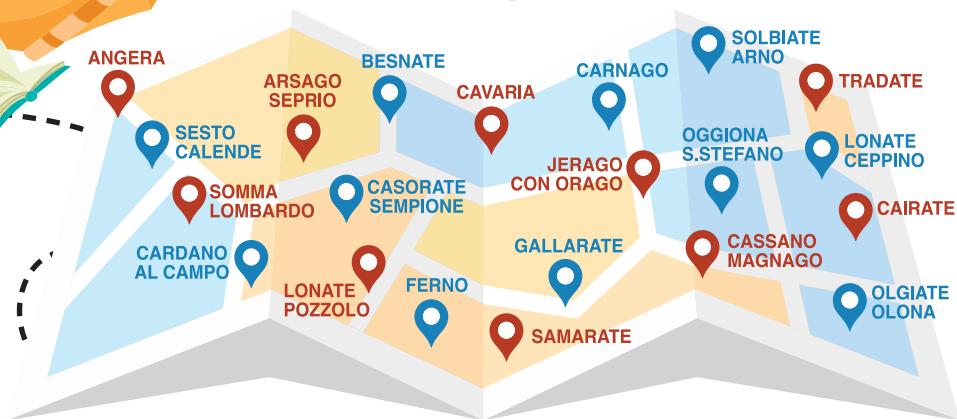 ANGERA
SESTO
CALENDE
SOMMA
LOMBARDO
CARDANO
AL CAMPO
ARSAGO
SEPRIO
BESNATE
CASORATE
SEMPIONE
LONATE
POZZOLO
FERNO
CAVARIA
SAMARATE
GALLARATE
JERAGO
CON ORAGO
CARNAGO
SOLBIATE
ARNO
OGGIONA
S.STEFANO
CASSANO
MAGNAGO
TRADATE
LONATE
CEPPINO
CAIRATE
OLGIATE
OLONA